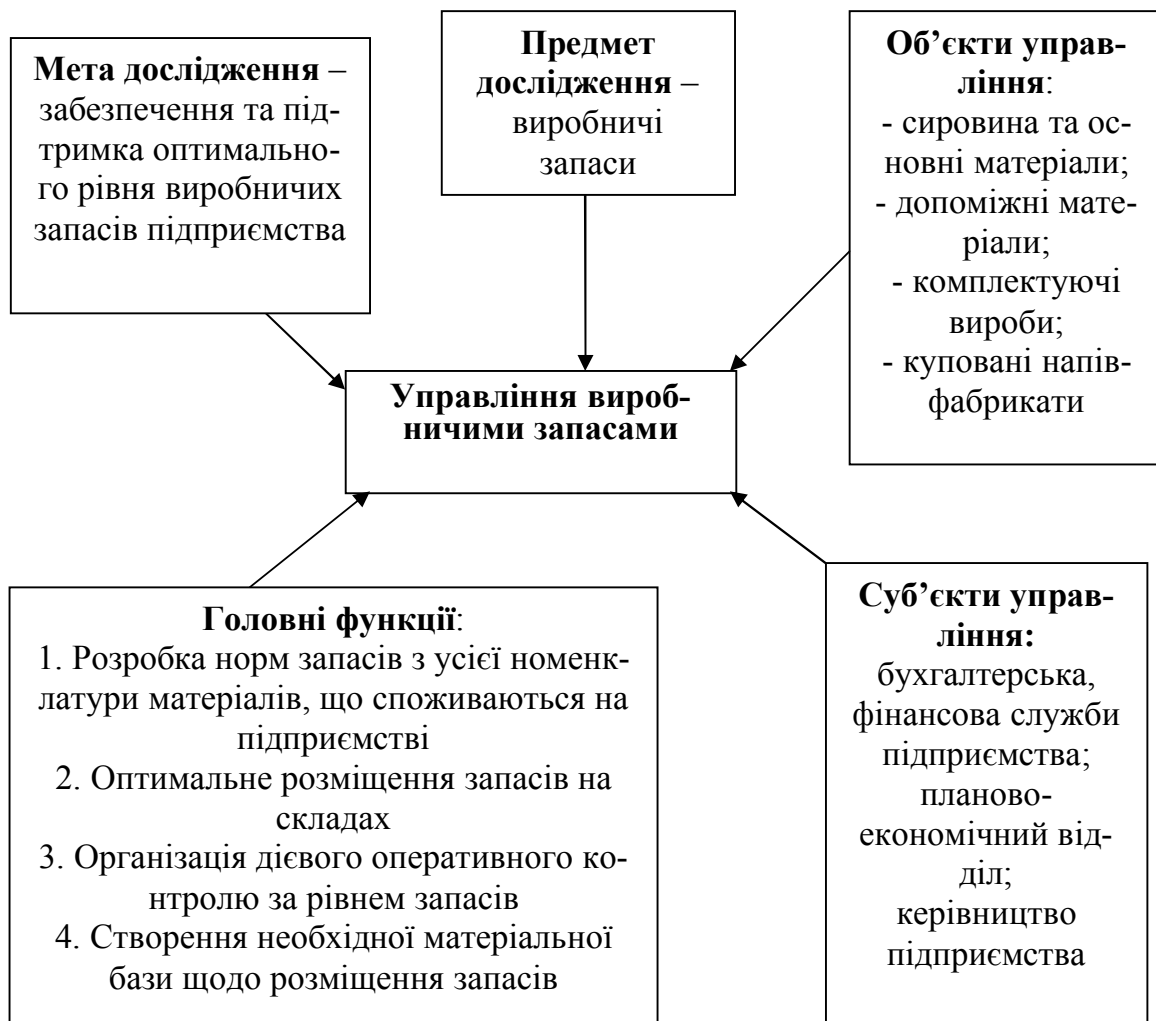 Мета дослідження –
забезпечення та під-
тримка оптимально-
го рівня виробничих
запасів підприємства
Предмет
дослідження –
виробничі
запаси
Об’єкти управ-
ління:
- сировина та ос-
новні матеріали;
- допоміжні мате-
ріали;
- комплектуючі
вироби;
- куповані напів-
фабрикати
Управління вироб-
ничими запасами
Головні функції:
1. Розробка норм запасів з усієї номенк-
латури матеріалів, що споживаються на
підприємстві
2. Оптимальне розміщення запасів на
складах
3. Організація дієвого оперативного ко-
нтролю за рівнем запасів
4. Створення необхідної матеріальної
бази щодо розміщення запасів
Суб’єкти управ-
ління:
бухгалтерська,
фінансова служби
підприємства;
планово-
економічний від-
діл;
керівництво
підприємства